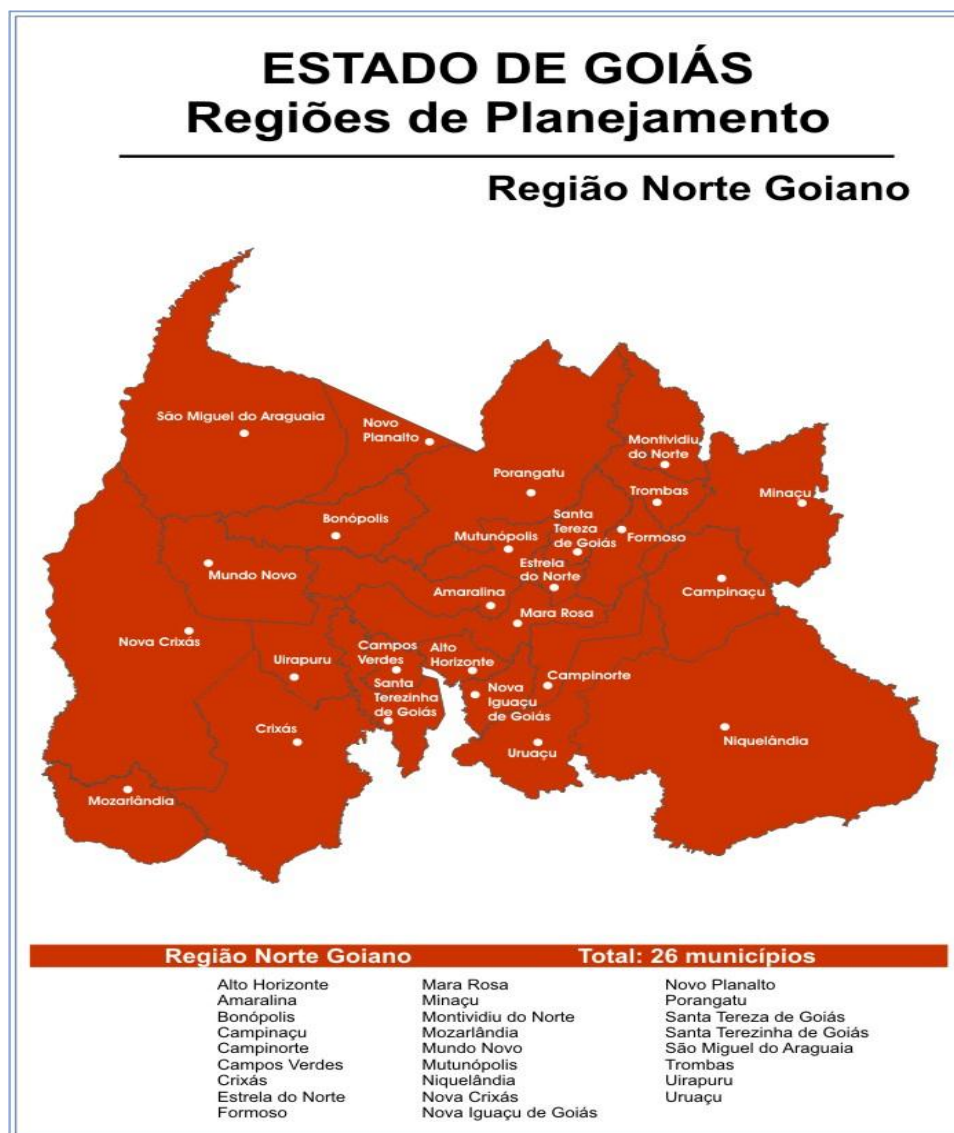 ESTADO DE GOIÁS
Regiões de Planejamento
Região Norte Goiano
São Miguel do Araguaia
Novo
Planalto
Montividiu
do Norte
Porangatu
Trombas
Minaçu
Santa
Tereza
de Goiás
Bonópolis
Mutunópolis
Formoso
Estrela
do Norte
Mundo Novo
Amaralina
Campinaçu
Mara Rosa
Nova Crixás
Campos
Verdes
Alto
Horizonte
Uirapuru
Santa
Terezinha
de Goiás
Campinorte
Nova
Iguaçu
de Goiás
Crixás
Uruaçu
Niquelândia
Mozarlândia
Região Norte Goiano Total: 26 municípios
Alto Horizonte Mara Rosa Novo Planalto
Amaralina Minaçu Porangatu
Bonópolis Montividiu do Norte Santa Tereza de Goiás
Campinaçu Mozarlândia Santa Terezinha de Goiás
Campinorte Mundo Novo São Miguel do Araguaia
Campos Verdes Mutunópolis Trombas
Crixás Niquelândia Uirapuru
Estrela do Norte Nova Crixás Uruaçu
Formoso Nova Iguaçu de Goiás